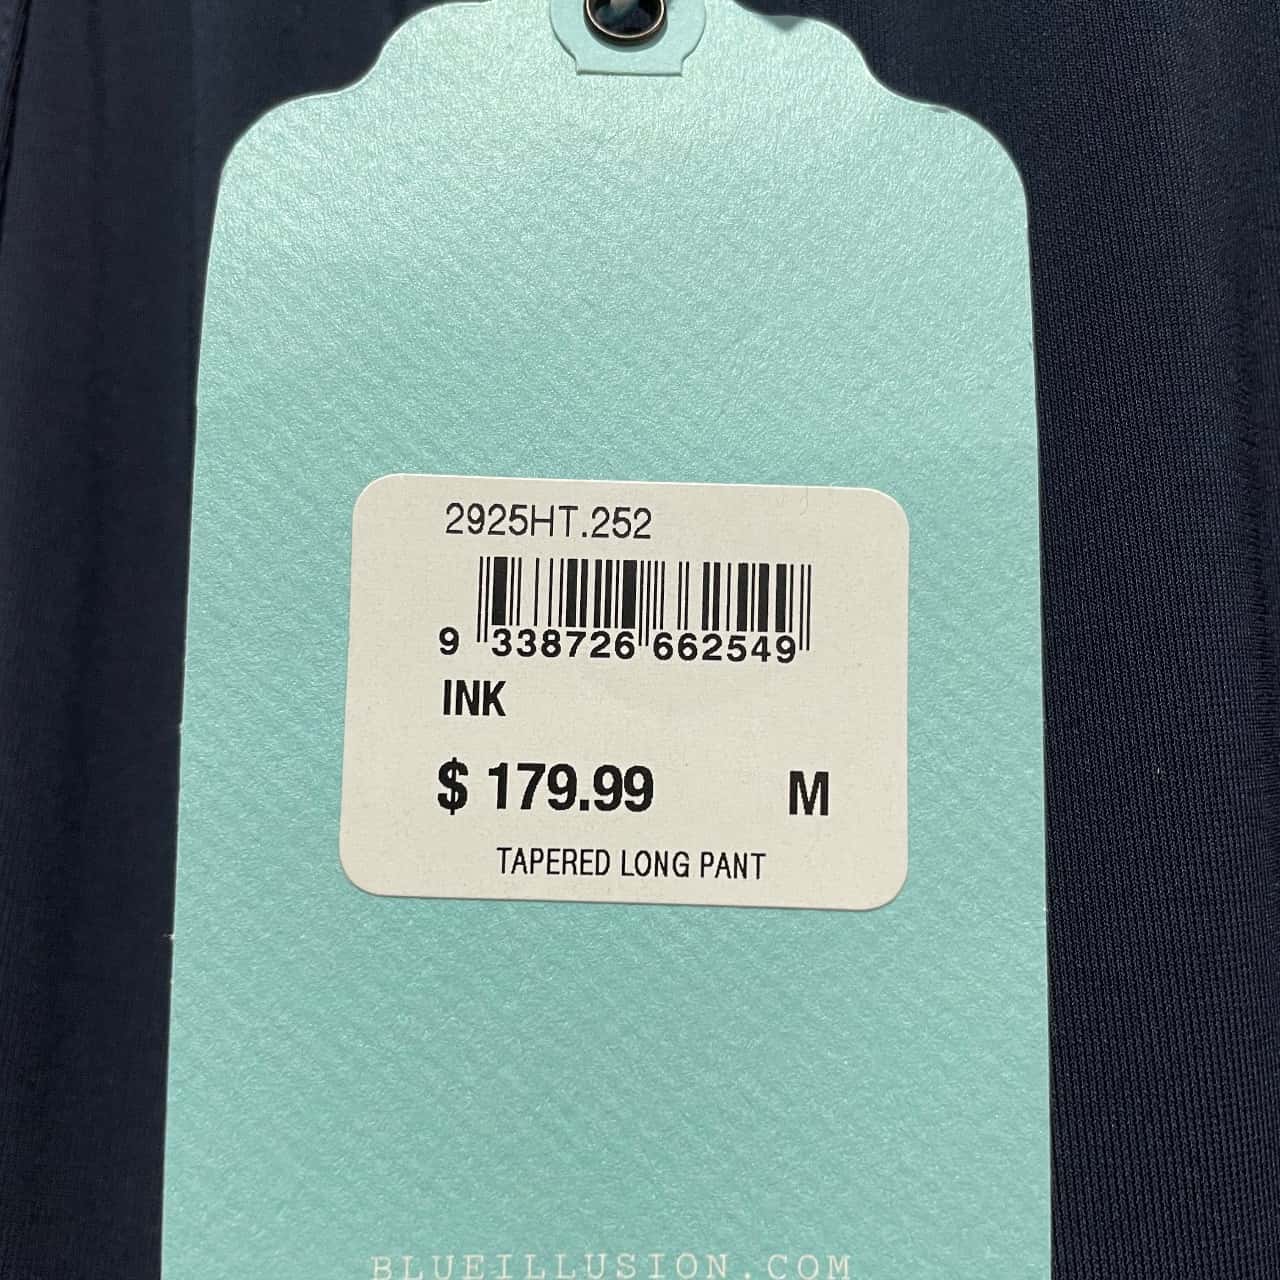 2925HT.252
9 338726 662549
INK
$ 179.99 M
TAPERED LONG PANT
BLUEILLUSION.COM